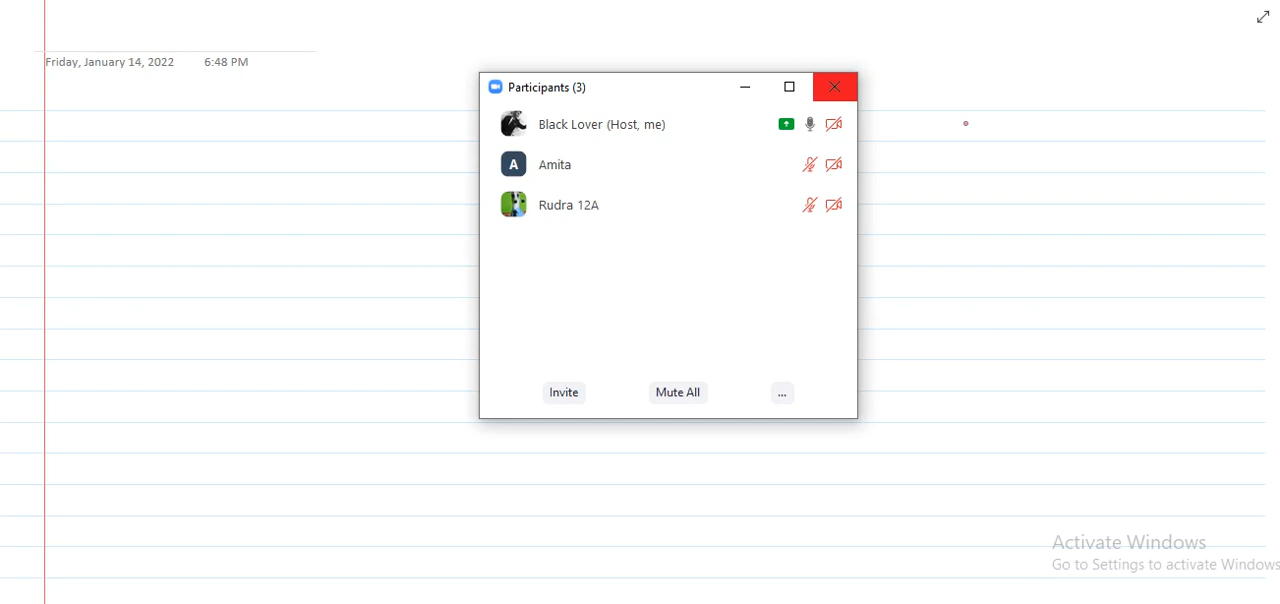 Friday, January 14, 2022 6:48 PM
Participants (3)
Black Lover (Host, me)
A Amita
Rudra 12A
Invite Mute All ...
Activate Windows
Go to Settings to activate Windows